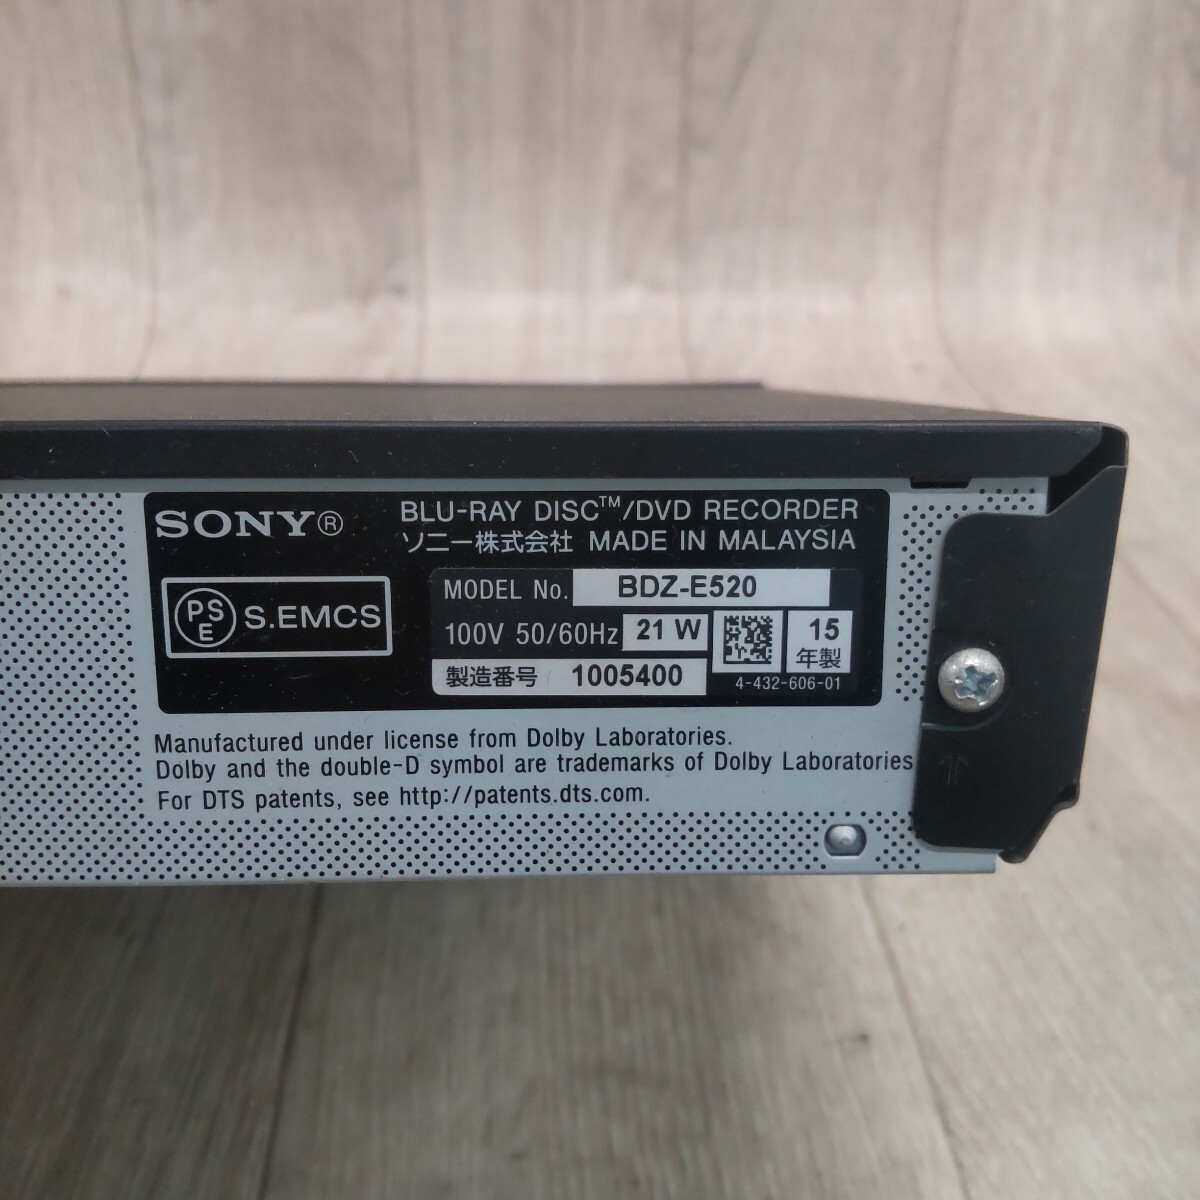 SONY®
BLU-RAY DISC™/DVD RECORDER
ソニー株式会社 MADE IN MALAYSIA
PSE S.EMCS
MODEL No. BDZ-E520
100V 50/60Hz 21 W
15年製
製造番号 1005400
4-432-606-01
Manufactured under license from Dolby Laboratories.
Dolby and the double-D symbol are trademarks of Dolby Laboratories
For DTS patents, see http://patents.dts.com.